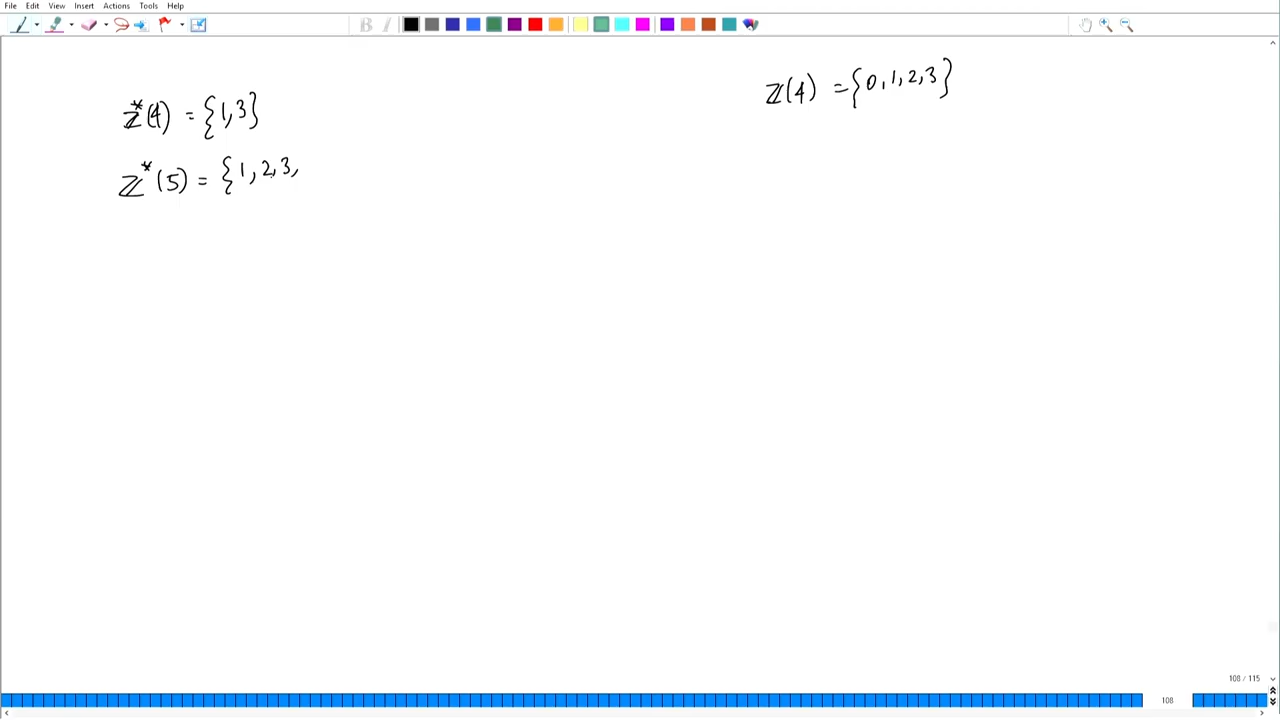 File Edit View Insert Actions Tools Help
B I
ℤ*(4) = {1,3}
ℤ(4) = {0,1,2,3}
ℤ*(5) = {1,2,3,
108 / 115
108